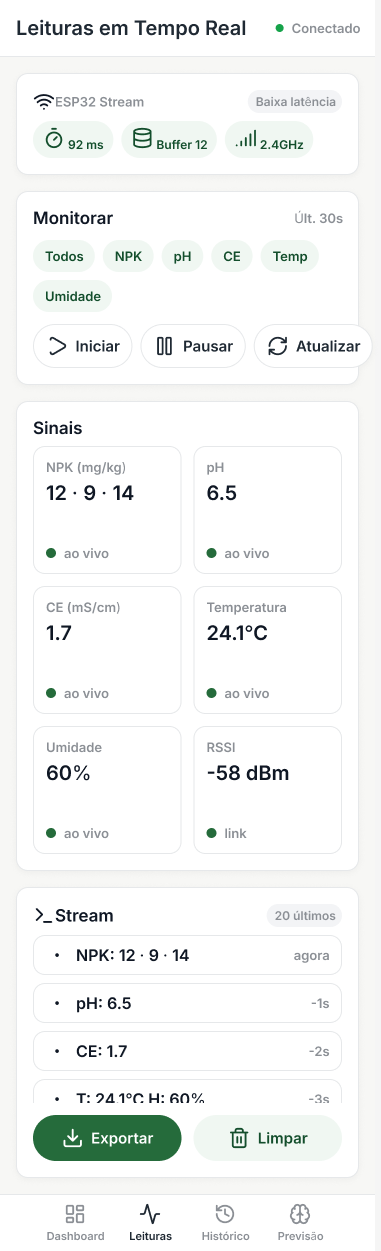 Leituras em Tempo Real
Conectado
ESP32 Stream
Baixa latência
92 ms
Buffer 12
2.4GHz
Monitorar
Últ. 30s
Todos
NPK
pH
CE
Temp
Umidade
Iniciar
Pausar
Atualizar
Sinais
NPK (mg/kg)
pH
12 · 9 · 14
6.5
ao vivo
ao vivo
CE (mS/cm)
Temperatura
1.7
24.1°C
ao vivo
ao vivo
Umidade
RSSI
60%
-58 dBm
ao vivo
link
Stream
20 últimos
• NPK: 12 · 9 · 14
agora
• pH: 6.5
-1s
• CE: 1.7
-2s
• T: 24.1°C H: 60%
-3s
Exportar
Limpar
Dashboard
Leituras
Histórico
Previsão